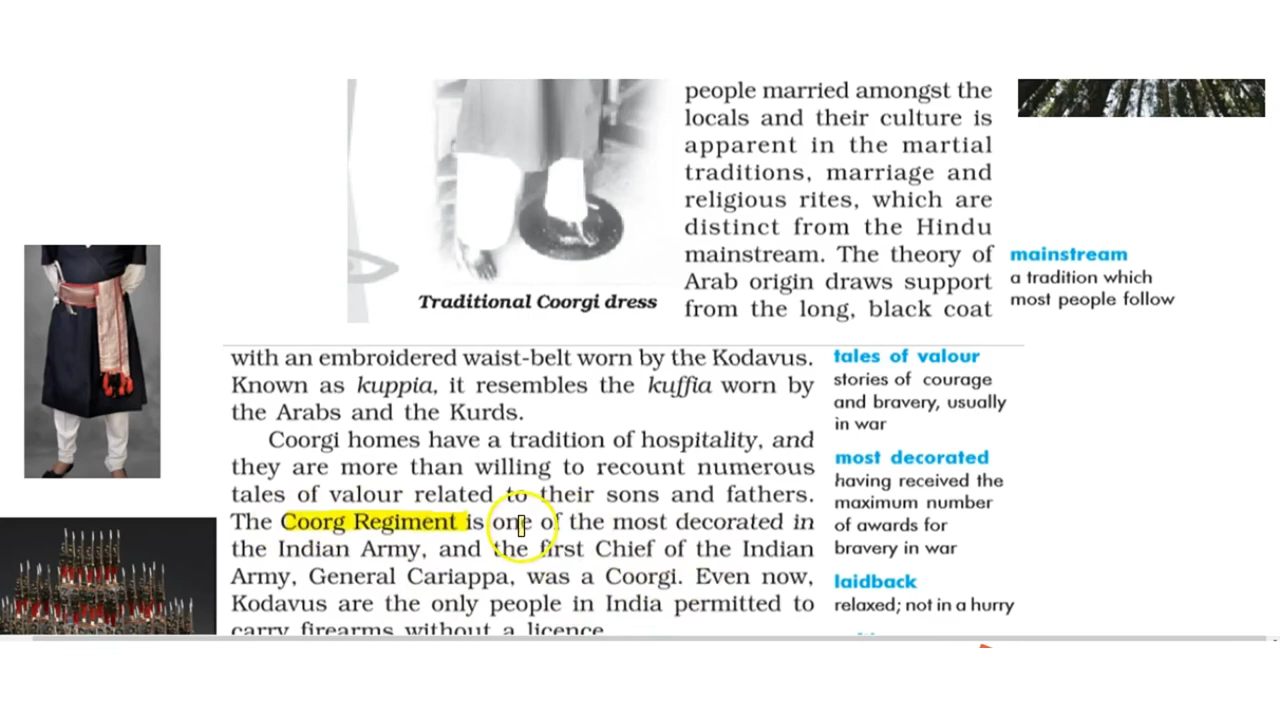 people married amongst the
locals and their culture is
apparent in the martial
traditions, marriage and
religious rites, which are
distinct from the Hindu
mainstream. The theory of
Arab origin draws support
from the long, black coat
mainstream
a tradition which
most people follow
Traditional Coorgi dress
with an embroidered waist-belt worn by the Kodavus.
Known as kuppia, it resembles the kuffia worn by
the Arabs and the Kurds.
Coorgi homes have a tradition of hospitality, and
they are more than willing to recount numerous
tales of valour related to their sons and fathers.
The Coorg Regiment is one of the most decorated in
the Indian Army, and the first Chief of the Indian
Army, General Cariappa, was a Coorgi. Even now,
Kodavus are the only people in India permitted to
carry firearms without a licence
tales of valour
stories of courage
and bravery, usually
in war
most decorated
having received the
maximum number
of awards for
bravery in war
laidback
relaxed; not in a hurry